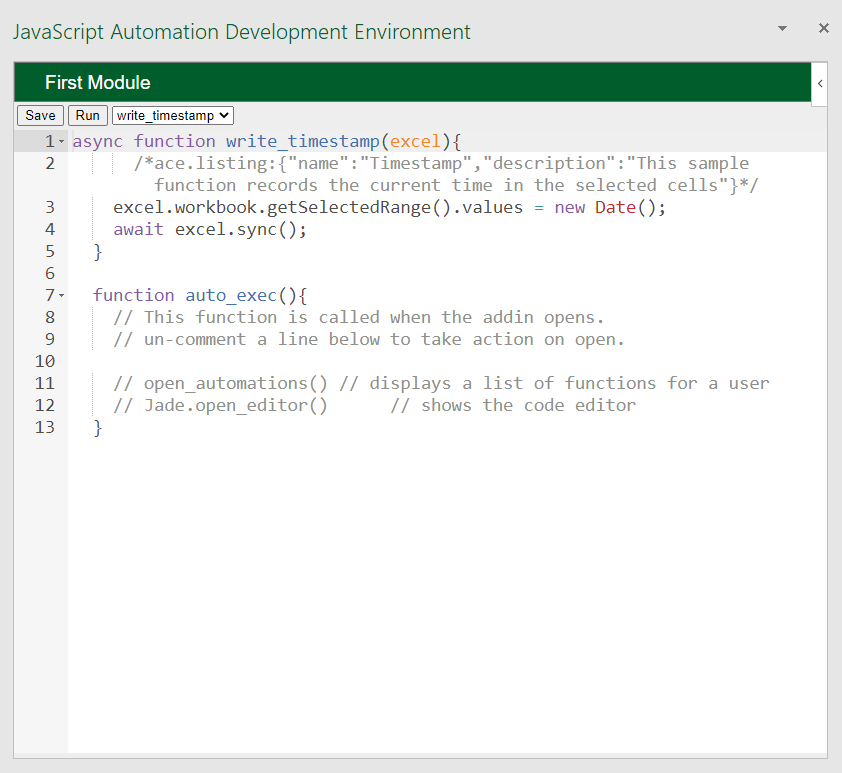 JavaScript Automation Development Environment
First Module
Save Run write_timestamp
1 async function write_timestamp(excel){
2 /*ace.listing:{"name":"Timestamp","description":"This sample
function records the current time in the selected cells"}*/
3 excel.workbook.getSelectedRange().values = new Date();
4 await excel.sync();
5 }
6
7 function auto_exec(){
8 // This function is called when the addin opens.
9 // un-comment a line below to take action on open.
10
11 // open_automations() // displays a list of functions for a user
12 // Jade.open_editor()      // shows the code editor
13 }